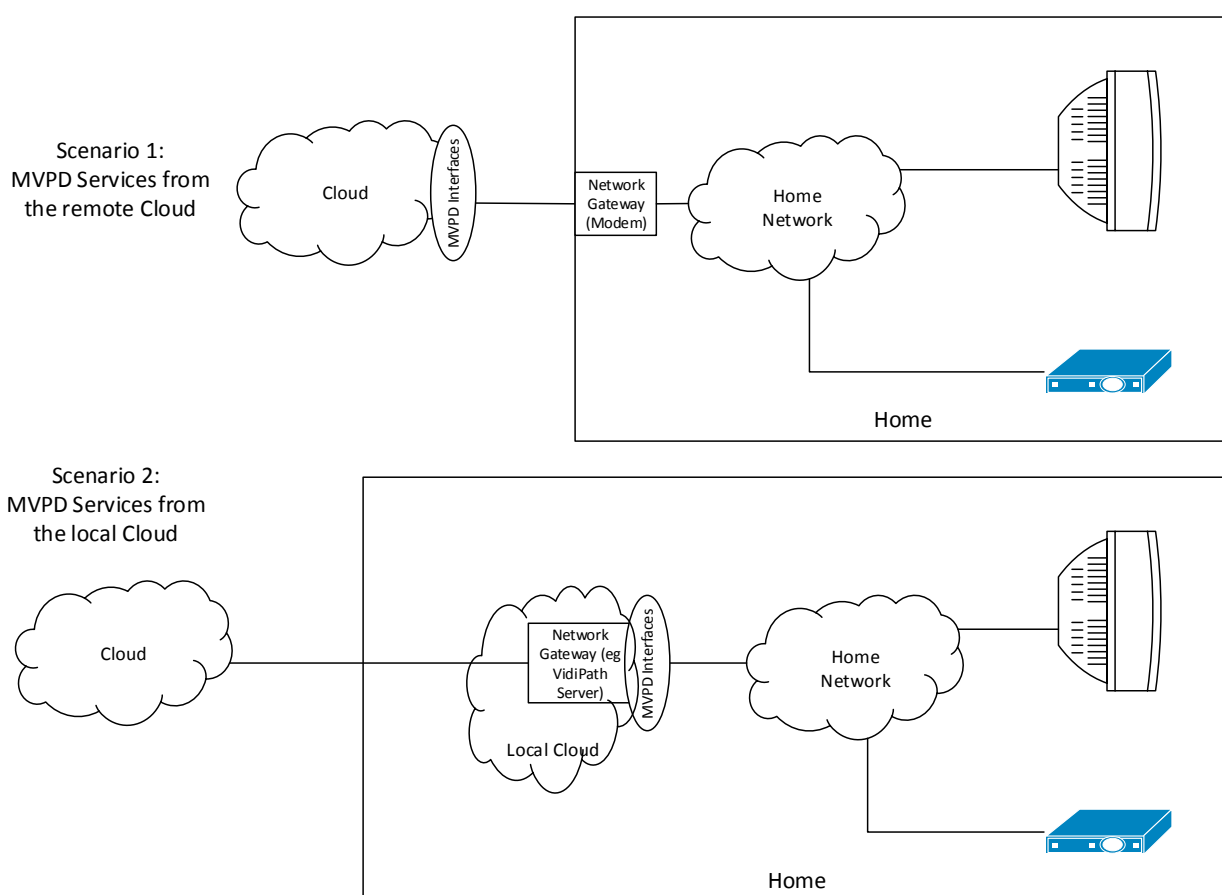 Scenario 1:
MVPD Services from
the remote Cloud
Cloud
MVPD Interfaces
Network
Gateway
(Modem)
Home
Network
Home
Scenario 2:
MVPD Services from
the local Cloud
Cloud
Network
Gateway (eg
VidiPath
Server)
MVPD Interfaces
Local Cloud
Home
Network
Home